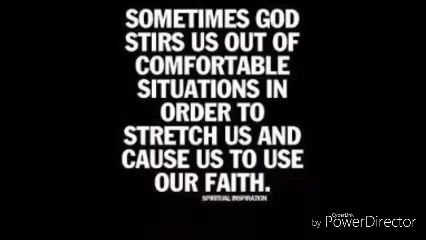 SOMETIMES GOD
STIRS US OUT OF
COMFORTABLE
SITUATIONS IN
ORDER TO
STRETCH US AND
CAUSE US TO USE
OUR FAITH.
SPIRITUAL INSPIRATION
CyberLink
by PowerDirector